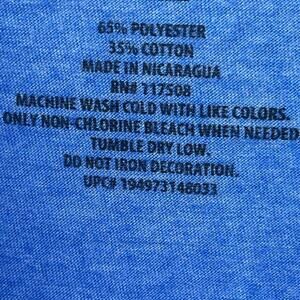 65% POLYESTER
35% COTTON
MADE IN NICARAGUA
RN# 117508
MACHINE WASH COLD WITH LIKE COLORS.
ONLY NON-CHLORINE BLEACH WHEN NEEDED
TUMBLE DRY LOW.
DO NOT IRON DECORATION.
UPC# 194973148033